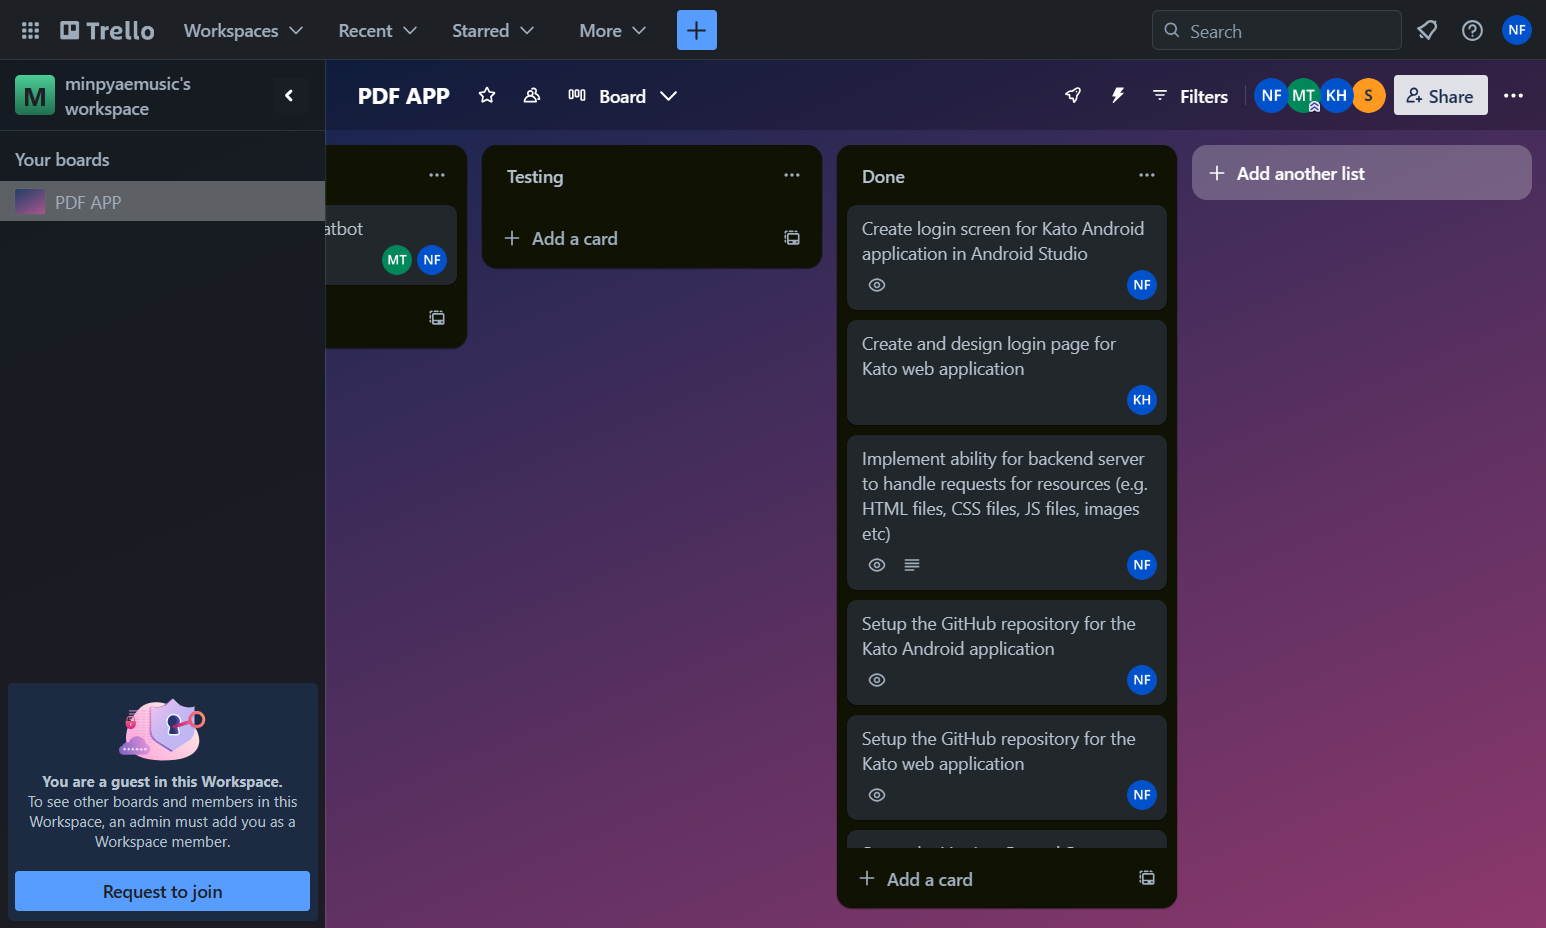 Trello
Workspaces
Recent
Starred
More
Search
NF
M
minpyaemusic's
workspace
PDF APP
Board
Filters
NF
MT
KH
S
Share
Your boards
PDF APP
atbot
MT
NF
Testing
Add a card
Done
Create login screen for Kato Android
application in Android Studio
NF
Create and design login page for
Kato web application
KH
Implement ability for backend server
to handle requests for resources (e.g.
HTML files, CSS files, JS files, images
etc)
NF
Setup the GitHub repository for the
Kato Android application
NF
Setup the GitHub repository for the
Kato web application
NF
Add a card
Add another list
You are a guest in this Workspace.
To see other boards and members in this
Workspace, an admin must add you as a
Workspace member.
Request to join